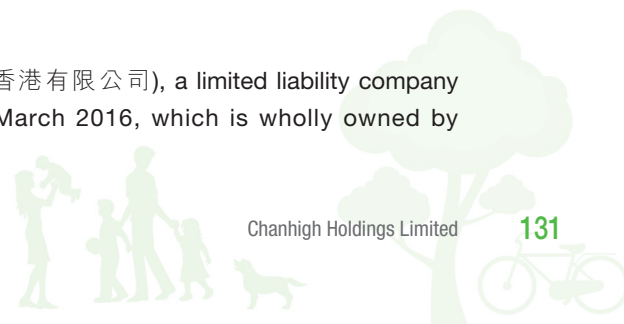 香港有限公司), a limited liability company
March 2016, which is wholly owned by
Chanhigh Holdings Limited 131